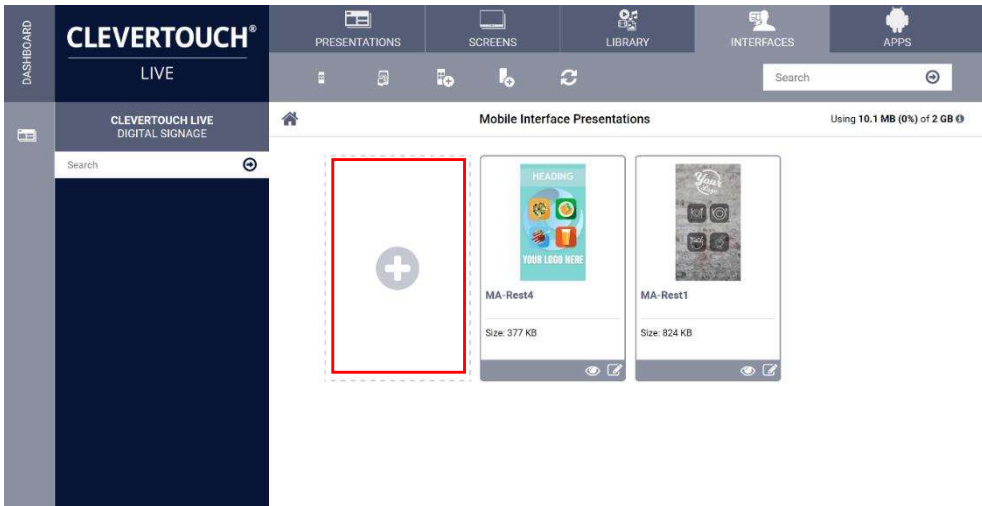 DASHBOARD
CLEVERTOUCH®
LIVE
PRESENTATIONS
SCREENS
LIBRARY
INTERFACES
APPS
Search
CLEVERTOUCH LIVE
DIGITAL SIGNAGE
Search
Mobile Interface Presentations
Using 10.1 MB (0%) of 2 GB
HEADING
YOUR LOGO HERE
MA-Rest4
Size: 377 KB
Your
Logo
MA-Rest1
Size: 824 KB